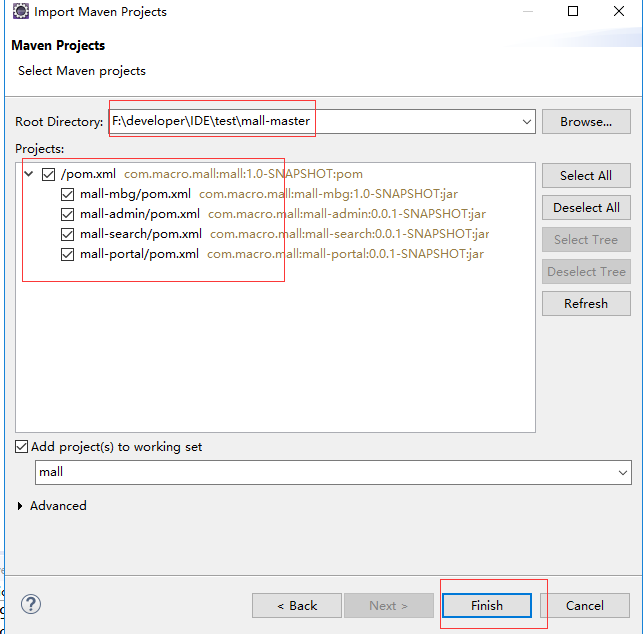 Import Maven Projects
Maven Projects
Select Maven projects
Root Directory: F:\developer\IDE\test\mall-master Browse...
Projects:
/pom.xml com.macro.mall:mall:1.0-SNAPSHOT:pom Select All
mall-mbg/pom.xml com.macro.mall:mall-mbg:1.0-SNAPSHOT:jar
mall-admin/pom.xml com.macro.mall:mall-admin:0.0.1-SNAPSHOT:jar Deselect All
mall-search/pom.xml com.macro.mall:mall-search:0.0.1-SNAPSHOT:jar Select Tree
mall-portal/pom.xml com.macro.mall:mall-portal:0.0.1-SNAPSHOT:jar
Deselect Tree
Refresh
Add project(s) to working set
mall
Advanced
? < Back Next > Finish Cancel